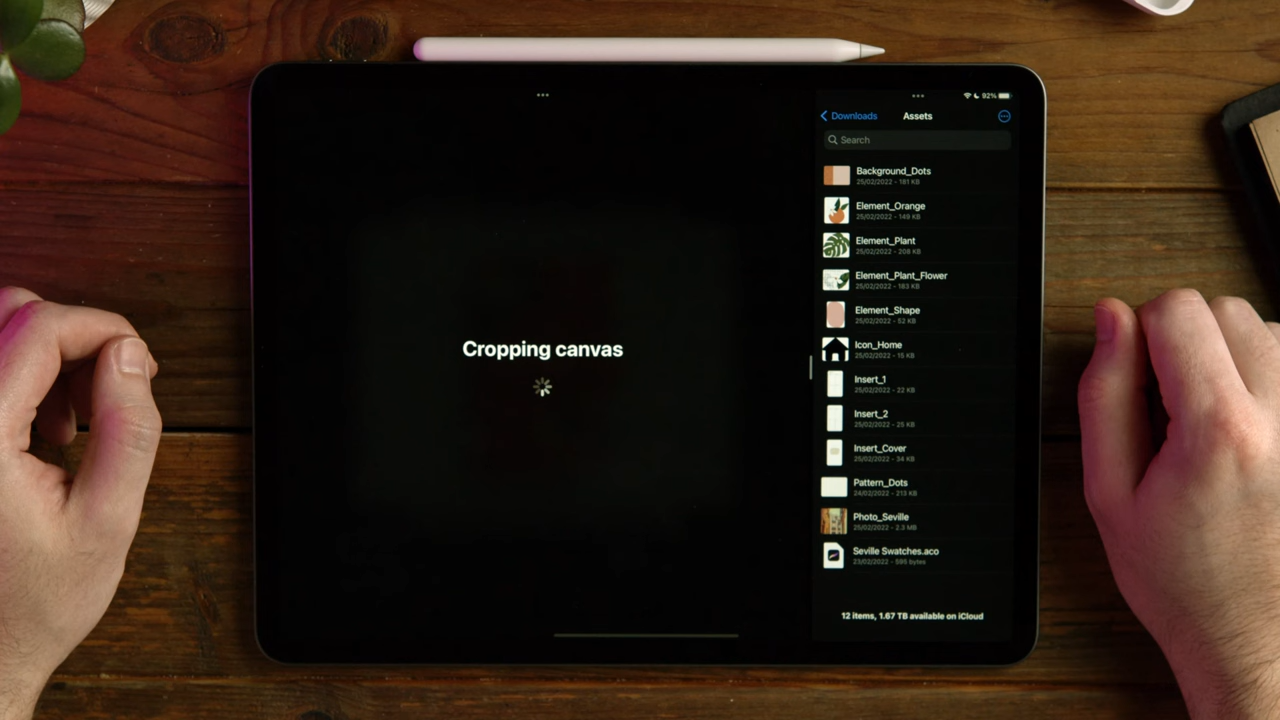 92%
Downloads
Assets
Search
Background_Dots
25/02/2022 - 181 KB
Element_Orange
25/02/2022 - 149 KB
Element_Plant
25/02/2022 - 209 KB
Element_Plant_Flower
25/02/2022 - 163 KB
Element_Shape
25/02/2022 - 52 KB
Icon_Home
25/02/2022 - 15 KB
Insert_1
25/02/2022 - 22 KB
Insert_2
25/02/2022 - 25 KB
Insert_Cover
25/02/2022 - 34 KB
Pattern_Dots
24/02/2022 - 213 KB
Photo_Seville
25/02/2022 - 2.3 MB
Seville Swatches.aco
23/02/2022 - 595 bytes
12 items, 1.67 TB available on iCloud
Cropping canvas